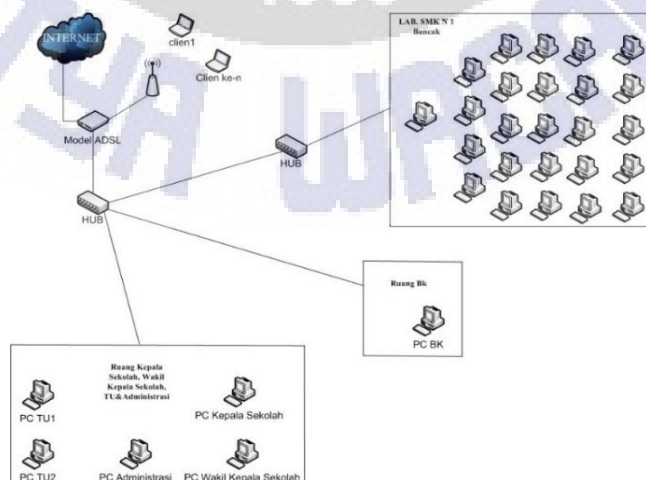 INTERNET
clien1
Clien ke-n
Model ADSL
HUB
HUB
LAB. SMK N 1
Bancak
Ruang Bk
PC BK
Ruang Kepala
Sekolah, Wakil
Kepala Sekolah,
TU&Administrasi
PC TU1
PC Kepala Sekolah
PC TU2
PC Administrasi
PC Wakil Kepala Sekolah